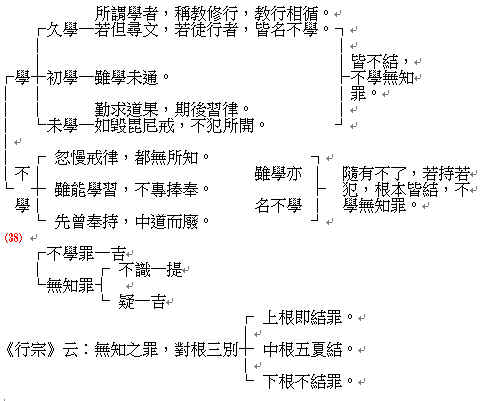 所謂學者，稱教修行，教行相循。
久學 若但尋文，若徒行者，皆名不學。
皆不結，
學 初學 雖學未通。 不學無知
罪。
勤求道果，期後習律。
未學 如毀毘尼戒，不犯所開。
忽慢戒律，都無所知。
不 雖學亦 隨有不了，若持若
雖能學習，不專捧奉。 犯，根本皆結，不
學 名不學 學無知罪。
先曾奉持，中道而廢。
(38)
不學罪一吉
不識一提
無知罪
疑一吉
上根即結罪。
《行宗》云：無知之罪，對根三別 中根五夏結。
下根不結罪。